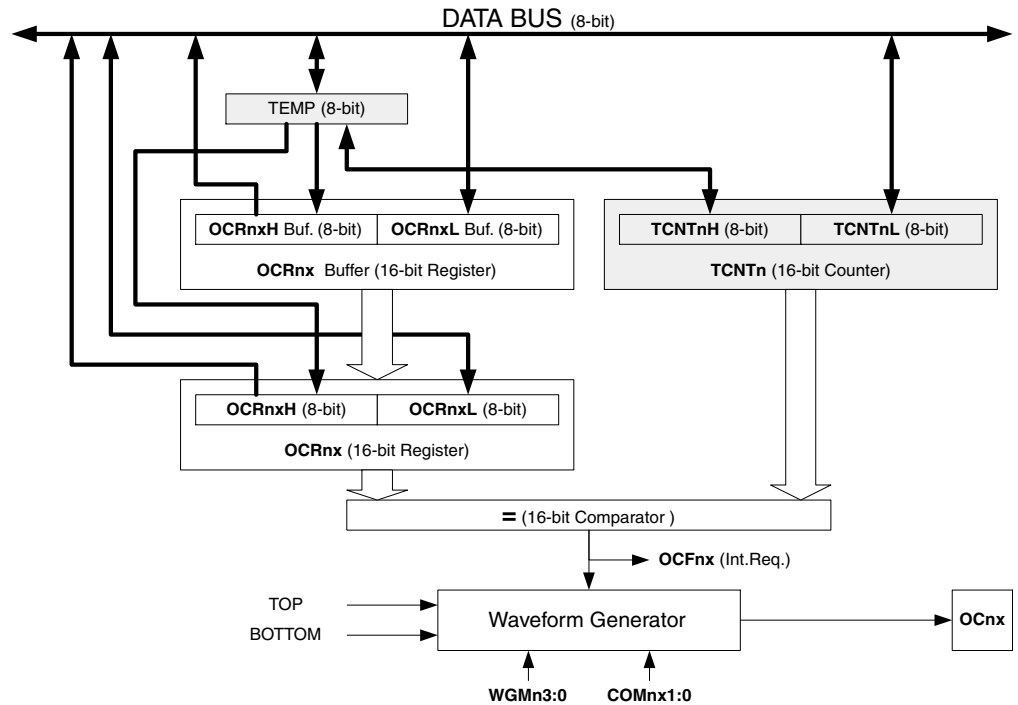 DATA BUS (8-bit)
TEMP (8-bit)
OCRnxH Buf. (8-bit) OCRnxL Buf. (8-bit)
OCRnx Buffer (16-bit Register)
TCNTnH (8-bit) TCNTnL (8-bit)
TCNTn (16-bit Counter)
OCRnxH (8-bit) OCRnxL (8-bit)
OCRnx (16-bit Register)
= (16-bit Comparator )
OCFnx (Int.Req.)
TOP
BOTTOM
Waveform Generator
OCnx
WGMn3:0 COMnx1:0